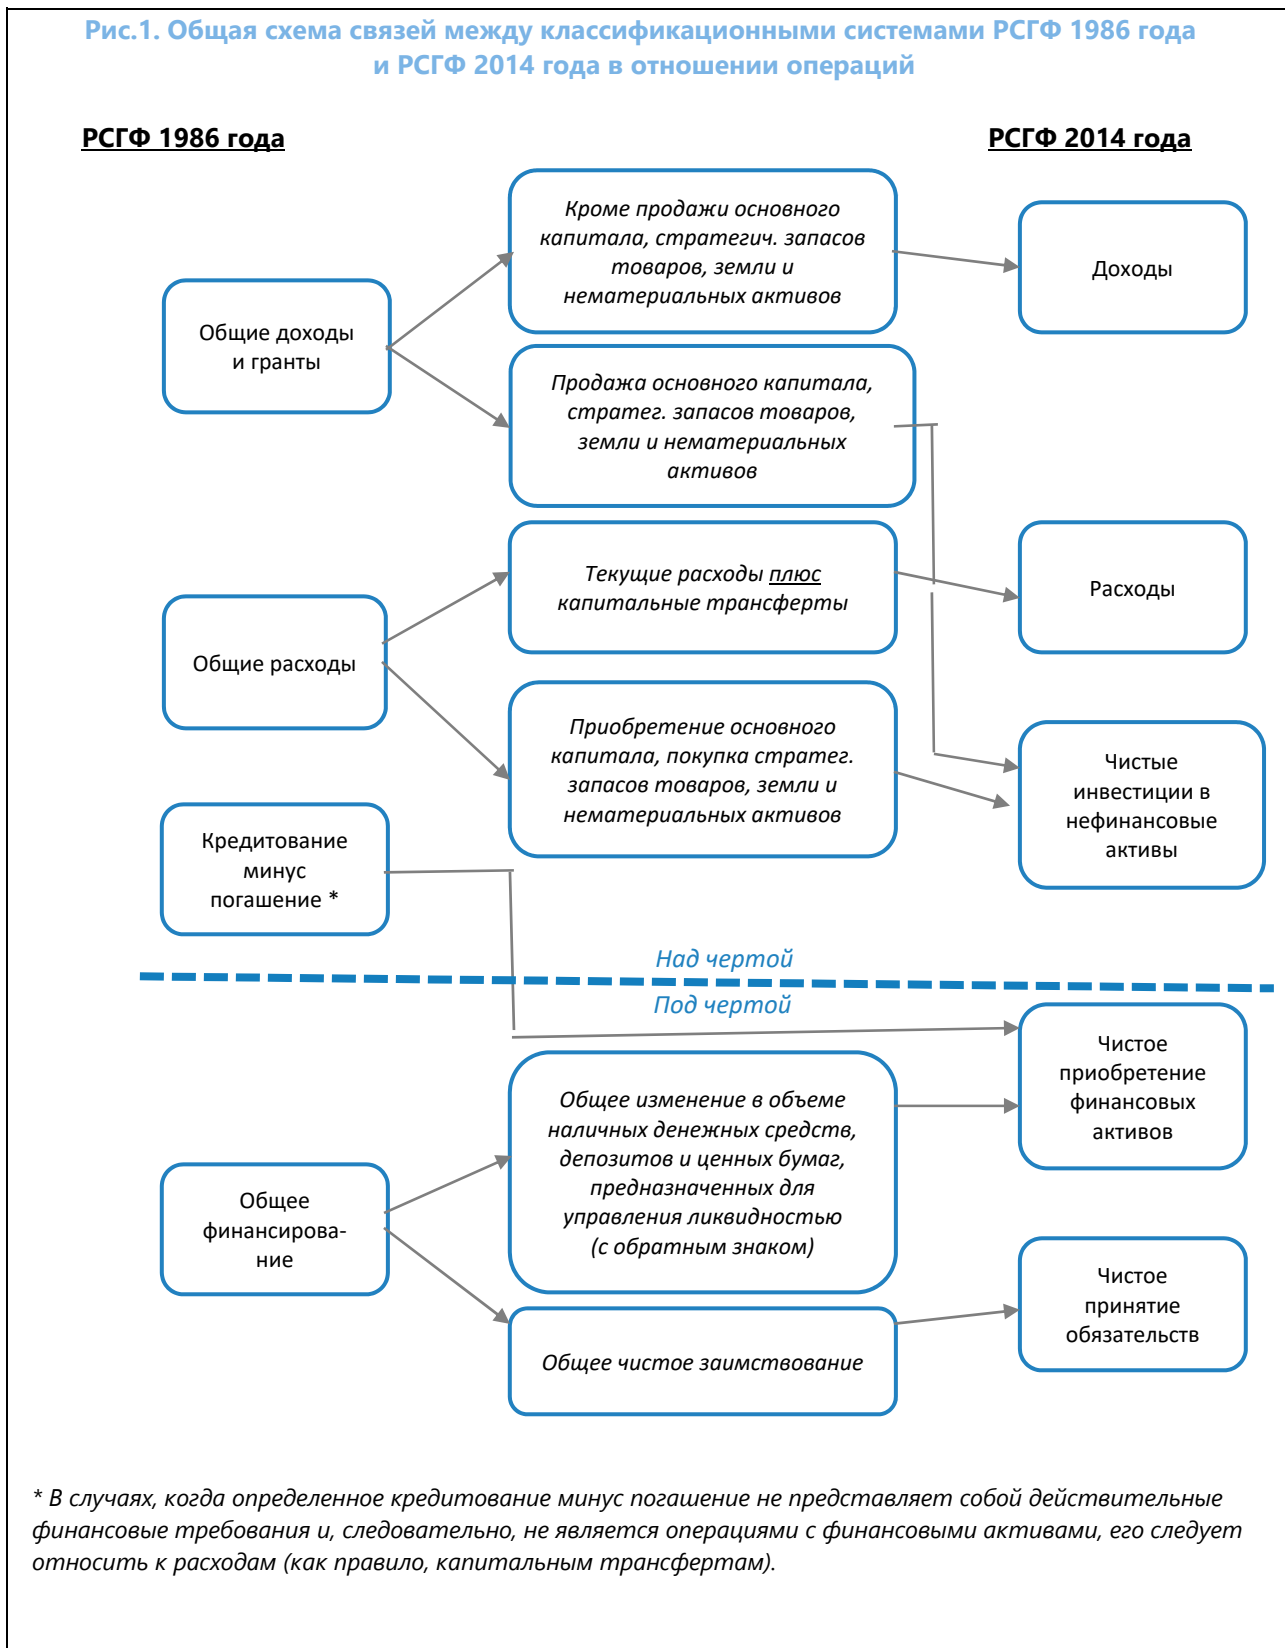 Рис.1. Общая схема связей между классификационными системами РСГФ 1986 года
и РСГФ 2014 года в отношении операций
РСГФ 1986 года
РСГФ 2014 года
Кроме продажи основного
капитала, стратегич. запасов
товаров, земли и
нематериальных активов
Доходы
Общие доходы
и гранты
Продажа основного капитала,
стратег. запасов товаров,
земли и нематериальных
активов
Текущие расходы плюс
капитальные трансферты
Расходы
Общие расходы
Приобретение основного
капитала, покупка стратег.
запасов товаров, земли и
нематериальных активов
Чистые
инвестиции в
нефинансовые
активы
Кредитование
минус
погашение *
Над чертой
Под чертой
Чистое
приобретение
финансовых
активов
Общее изменение в объеме
наличных денежных средств,
депозитов и ценных бумаг,
предназначенных для
управления ликвидностью
(с обратным знаком)
Общее
финансирова-
ние
Чистое
принятие
обязательств
Общее чистое заимствование
* В случаях, когда определенное кредитование минус погашение не представляет собой действительные
финансовые требования и, следовательно, не является операциями с финансовыми активами, его следует
относить к расходам (как правило, капитальным трансфертам).